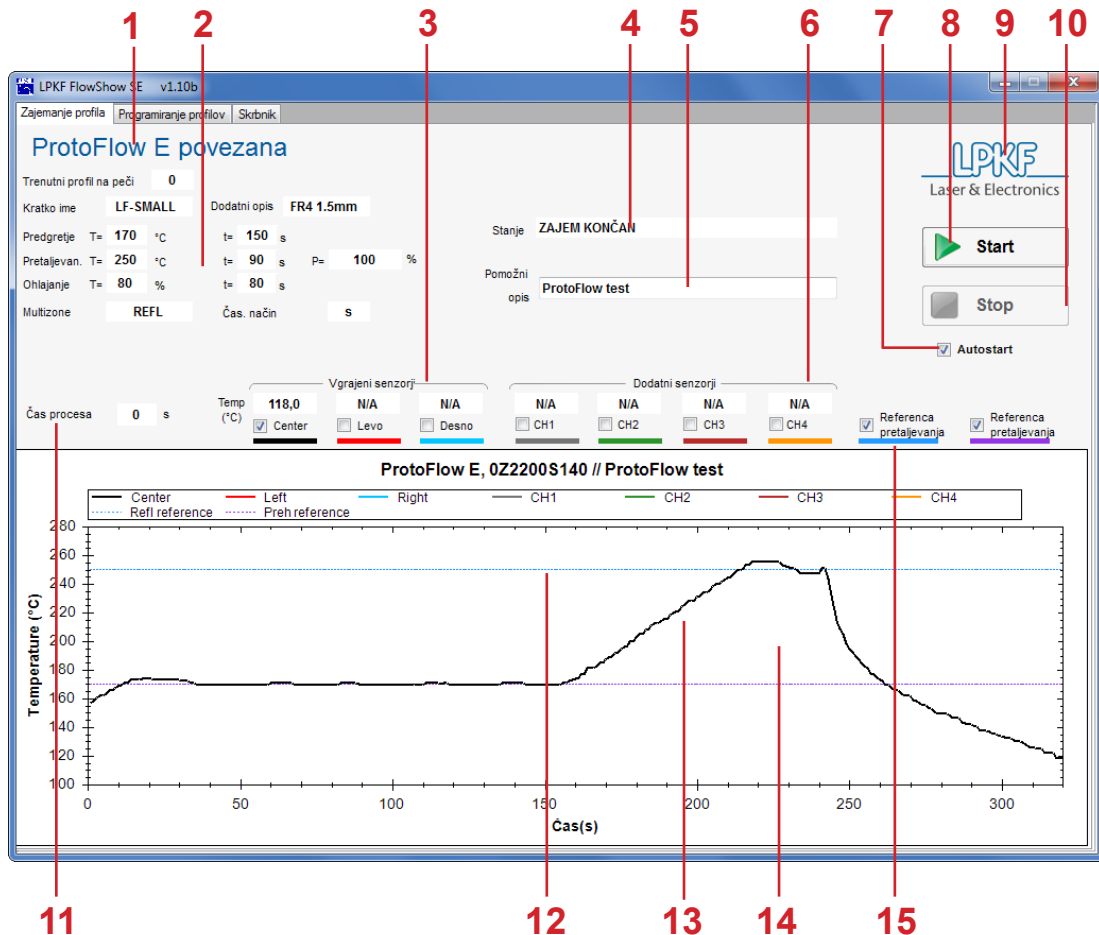 1 2 3 4 5 6 7 8 9 10
LPKF FlowShow SE v1.10b
Zajemanje profila Programiranje profilov Skrbnik
ProtoFlow E povezana
LPKF
Laser & Electronics
Trenutni profil na peči 0
Kratko ime LF-SMALL Dodatni opis FR4 1.5mm
Stanje ZAJEM KONČAN
Predgretje T= 170 °C t= 150 s
Start
Pretaljevan. T= 250 °C t= 90 s P= 100 %
Pomožni opis ProtoFlow test
Ohlajanje T= 80 % t= 80 s
Multizone REFL Čas. način s
Stop
Autostart
Vgrajeni senzorji Dodatni senzorji
Čas procesa 0 s
Temp (°C) 118,0 N/A N/A N/A N/A N/A N/A
Center Levo Desno CH1 CH2 CH3 CH4
Referenca pretaljevanja
Referenca pretaljevanja
ProtoFlow E, 0Z2200S140 // ProtoFlow test
Center Left Right CH1 CH2 CH3 CH4
Refl reference Preh reference
Temperature (°C)
280
260
240
220
200
180
160
140
120
100
0 50 100 150 200 250 300
Čas(s)
11 12 13 14 15